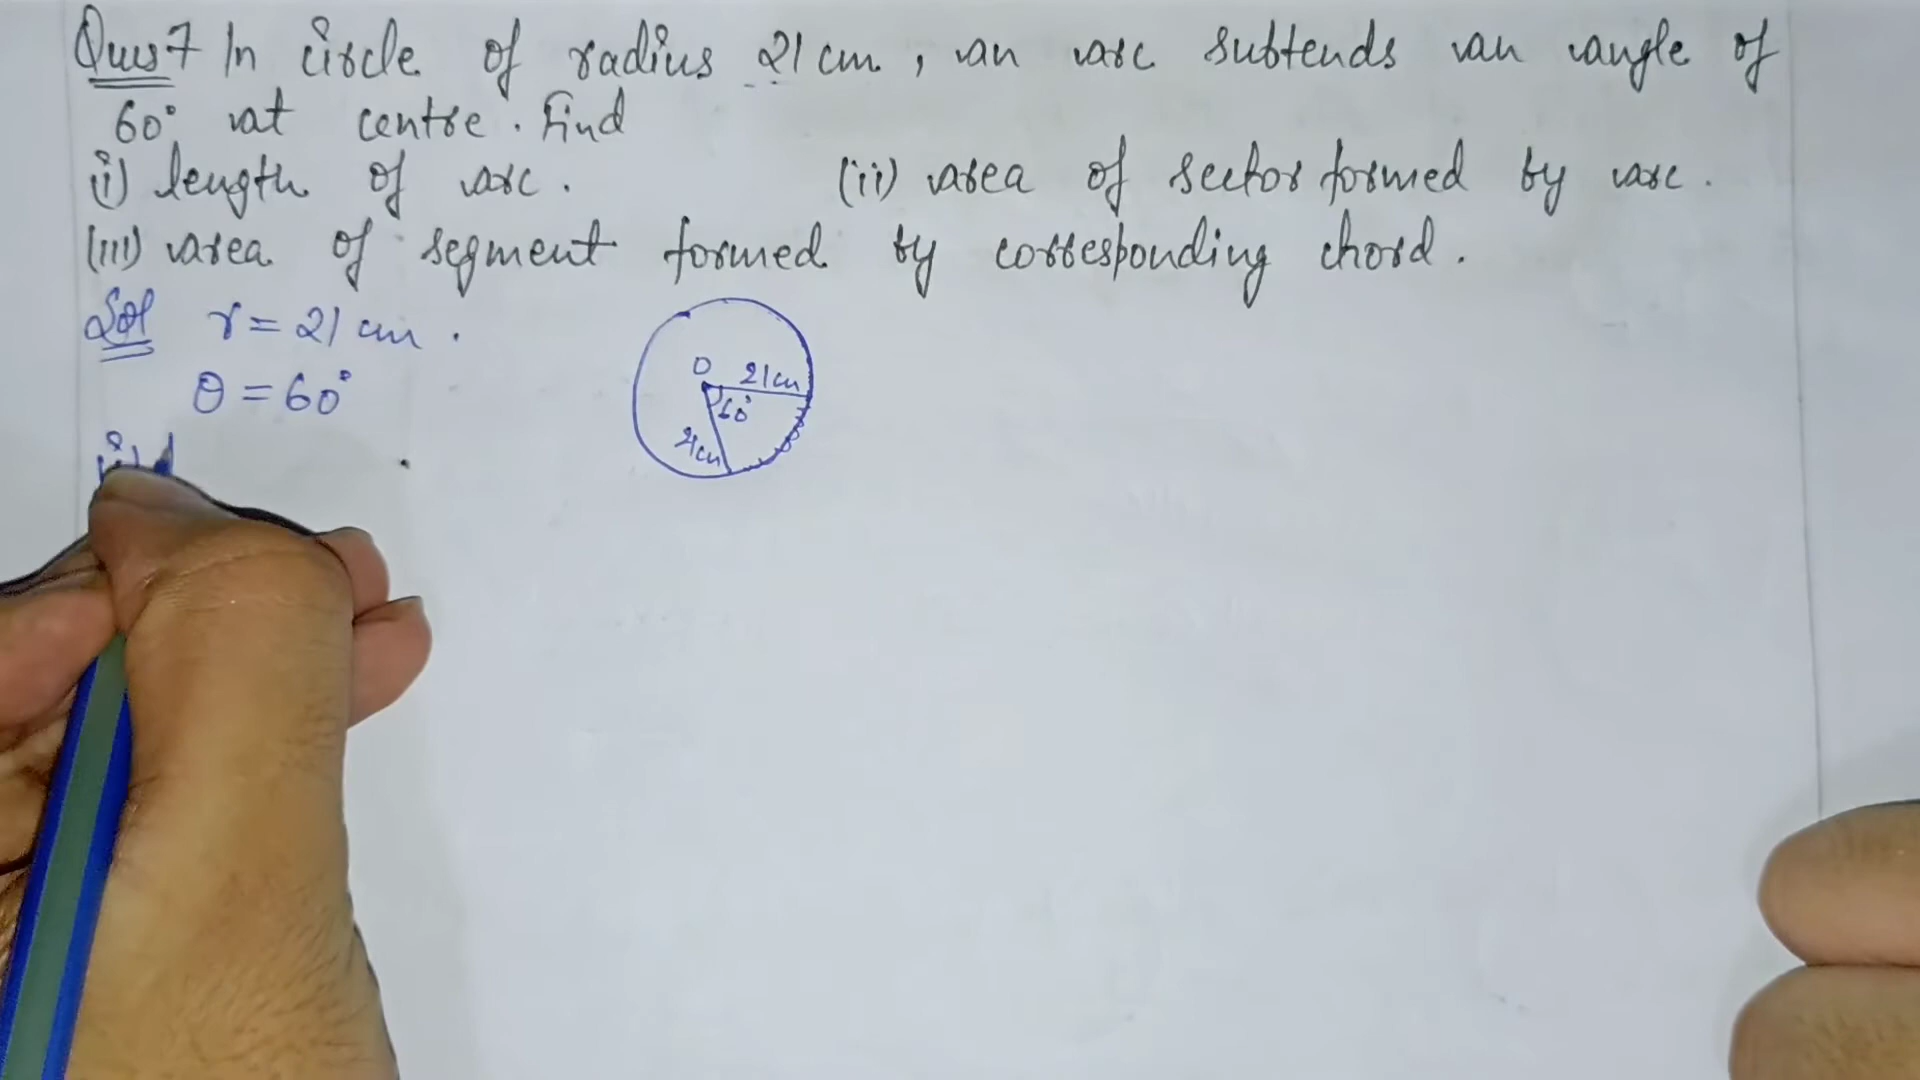 Ques 7 In circle of radius 21 cm, an arc subtends an angle of
60° at centre. Find
(i) length of arc. (ii) area of sector formed by arc.
(III) area of segment formed by corresponding chord.
Sol r = 21 cm.
θ = 60°
O 21cm
60°
21cm
(i)